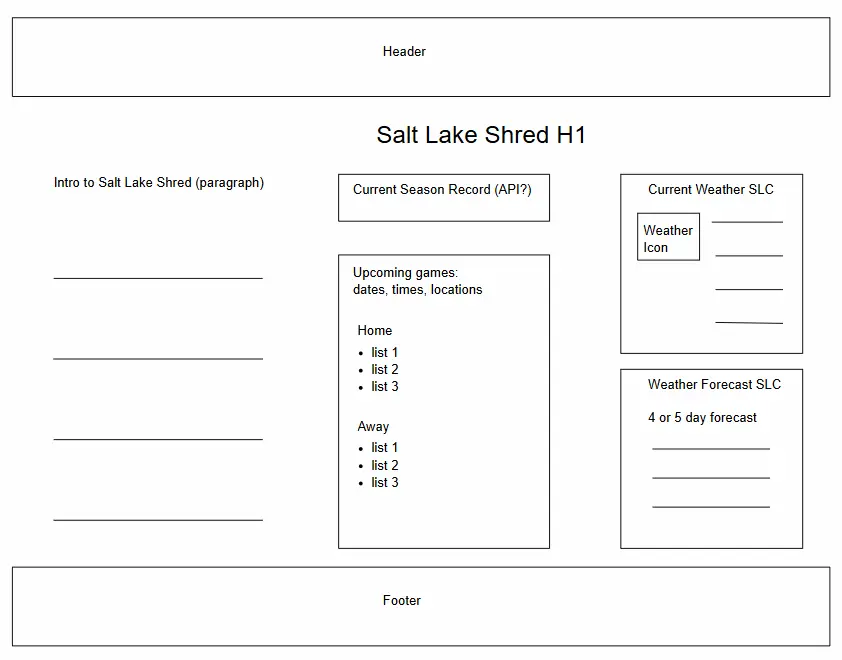 Header
Salt Lake Shred H1
Intro to Salt Lake Shred (paragraph)
Current Season Record (API?)
Upcoming games:
dates, times, locations
Home
• list 1
• list 2
• list 3
Away
• list 1
• list 2
• list 3
Current Weather SLC
Weather
Icon
Weather Forecast SLC
4 or 5 day forecast
Footer